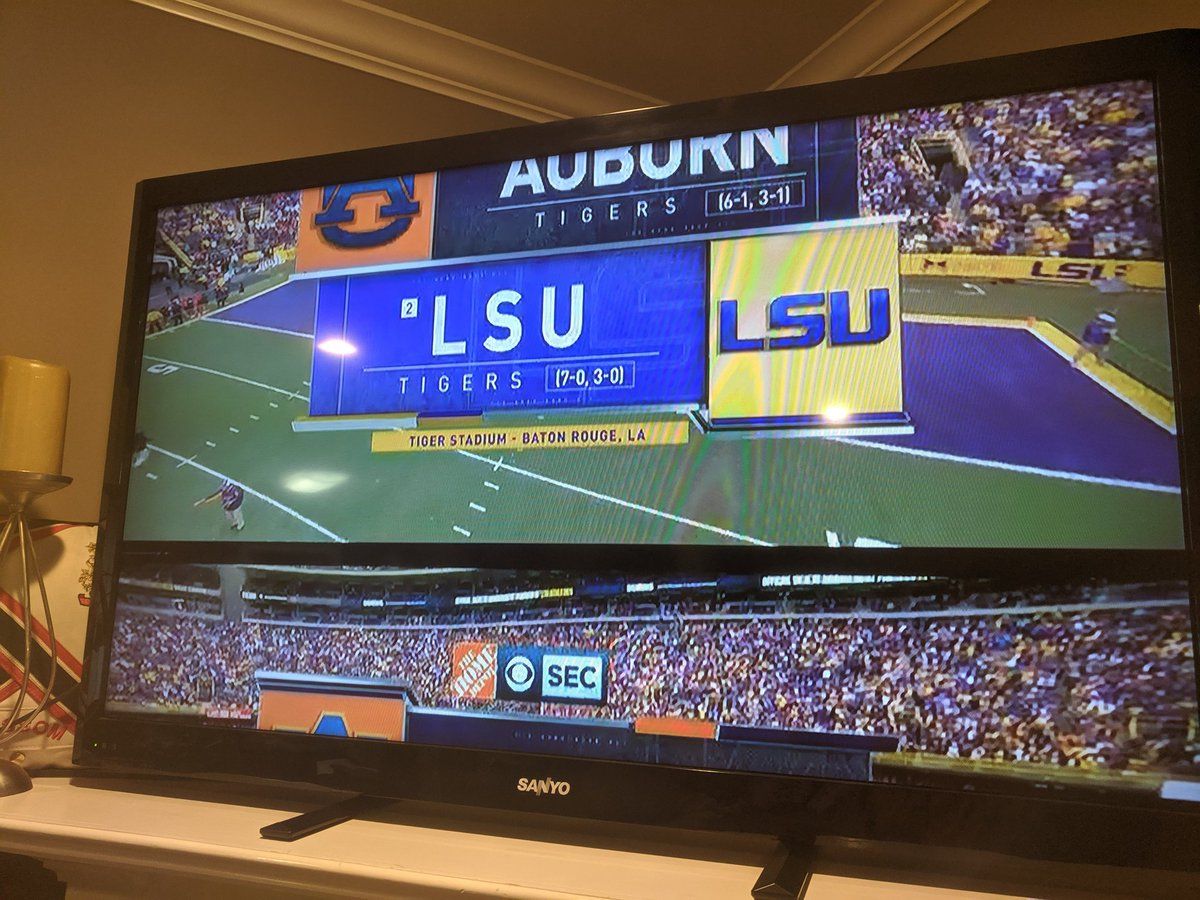 AUBURN
TIGERS (6-1, 3-1)
LSU
2 LSU
LSU
TIGERS (7-0, 3-0)
TIGER STADIUM - BATON ROUGE, LA
5
THE HOME DEPOT
SEC
SANYO